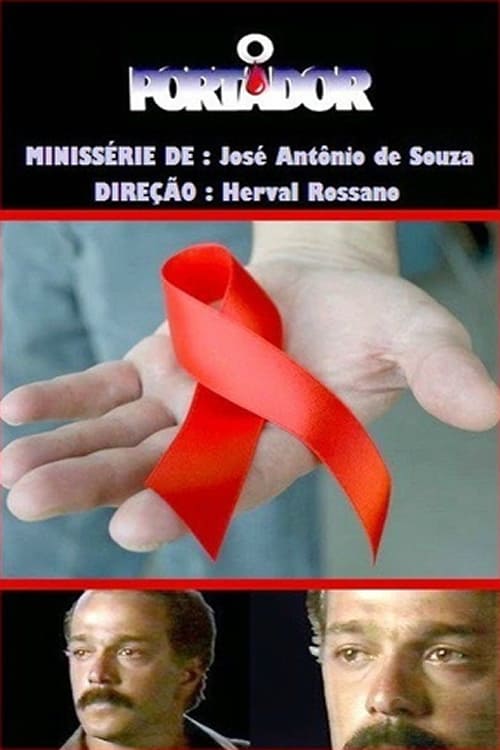 O
PORTADOR
MINISSÉRIE DE : José Antônio de Souza
DIREÇÃO : Herval Rossano